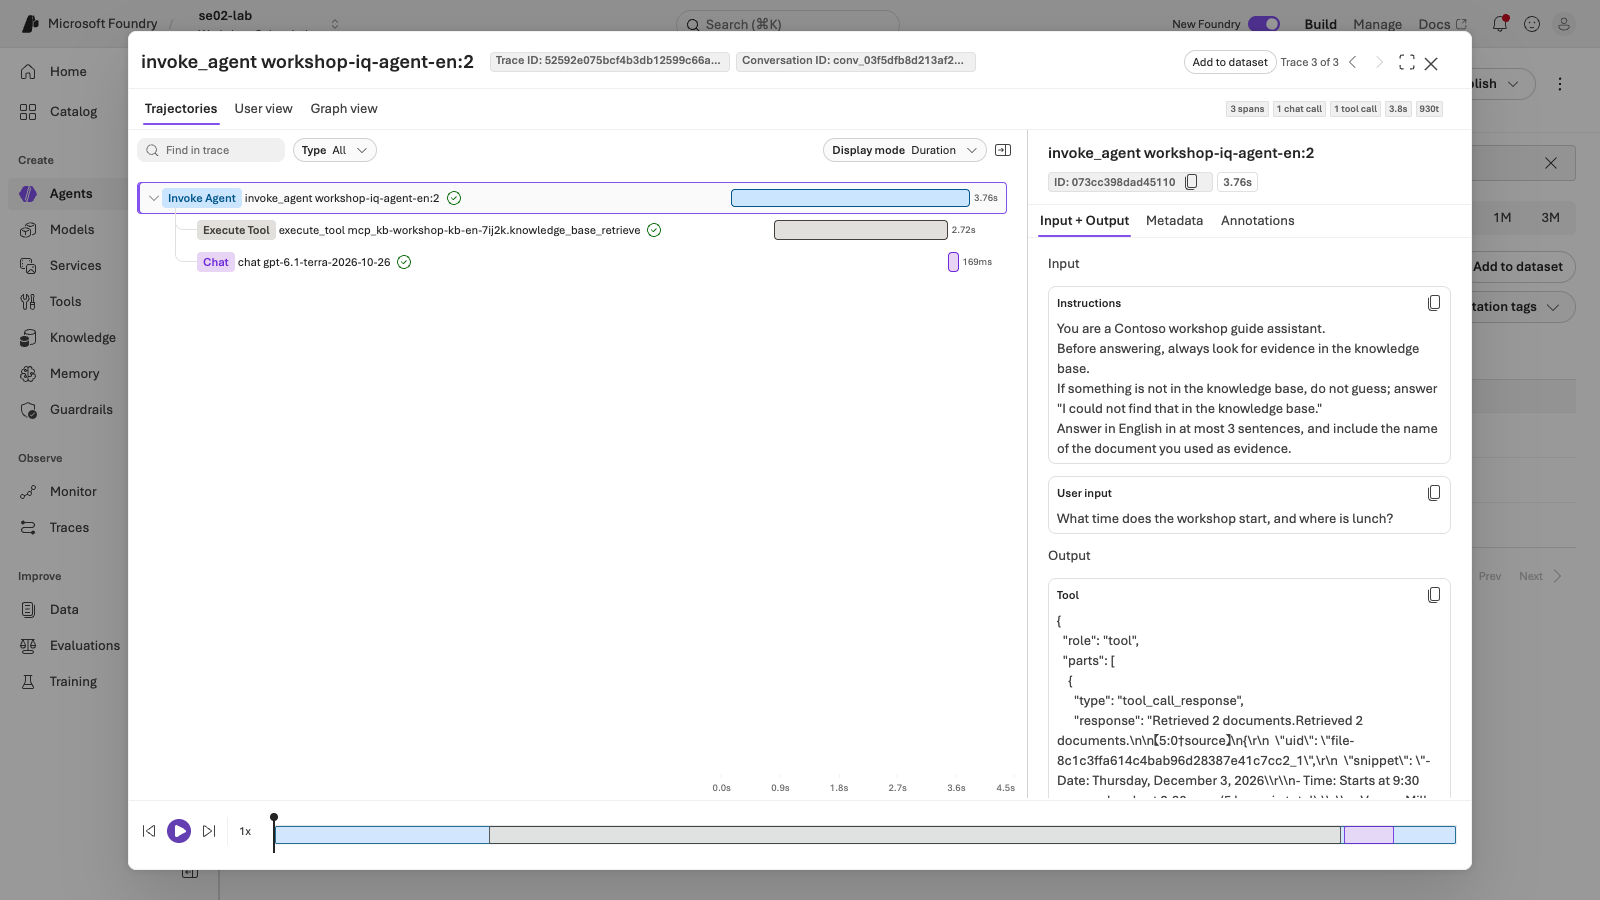 Microsoft Foundry
/
se02-lab
Search (⌘K)
New Foundry
Build
Manage
Docs
Home
Catalog
Create
Agents
Models
Services
Tools
Knowledge
Memory
Guardrails
Observe
Monitor
Traces
Improve
Data
Evaluations
Training
invoke_agent workshop-iq-agent-en:2
Trace ID: 52592e075bcf4b3db12599c66a...
Conversation ID: conv_03f5dfb8d213af2...
Add to dataset
Trace 3 of 3
Trajectories
User view
Graph view
3 spans
1 chat call
1 tool call
3.8s
930t
Find in trace
Type All
Display mode Duration
Invoke Agent invoke_agent workshop-iq-agent-en:2
3.76s
Execute Tool execute_tool mcp_kb-workshop-kb-en-7ij2k.knowledge_base_retrieve
2.72s
Chat chat gpt-6.1-terra-2026-10-26
169ms
0.0s
0.9s
1.8s
2.7s
3.6s
4.5s
1x
invoke_agent workshop-iq-agent-en:2
ID: 073cc398dad45110
3.76s
Input + Output
Metadata
Annotations
Input
Instructions
You are a Contoso workshop guide assistant.
Before answering, always look for evidence in the knowledge
base.
If something is not in the knowledge base, do not guess; answer
"I could not find that in the knowledge base."
Answer in English in at most 3 sentences, and include the name
of the document you used as evidence.
User input
What time does the workshop start, and where is lunch?
Output
Tool
{
"role": "tool",
"parts": [
{
"type": "tool_call_response",
"response": "Retrieved 2 documents.Retrieved 2
documents.\n\n【5:0†source】\n{\r\n \"uid\": \"file-
8c1c3ffa614c4bab96d28387e41c7cc2_1\",\r\n \"snippet\": \"-
Date: Thursday, December 3, 2026\\r\\n- Time: Starts at 9:30
lish
1M
3M
Add to dataset
tation tags
Prev
Next